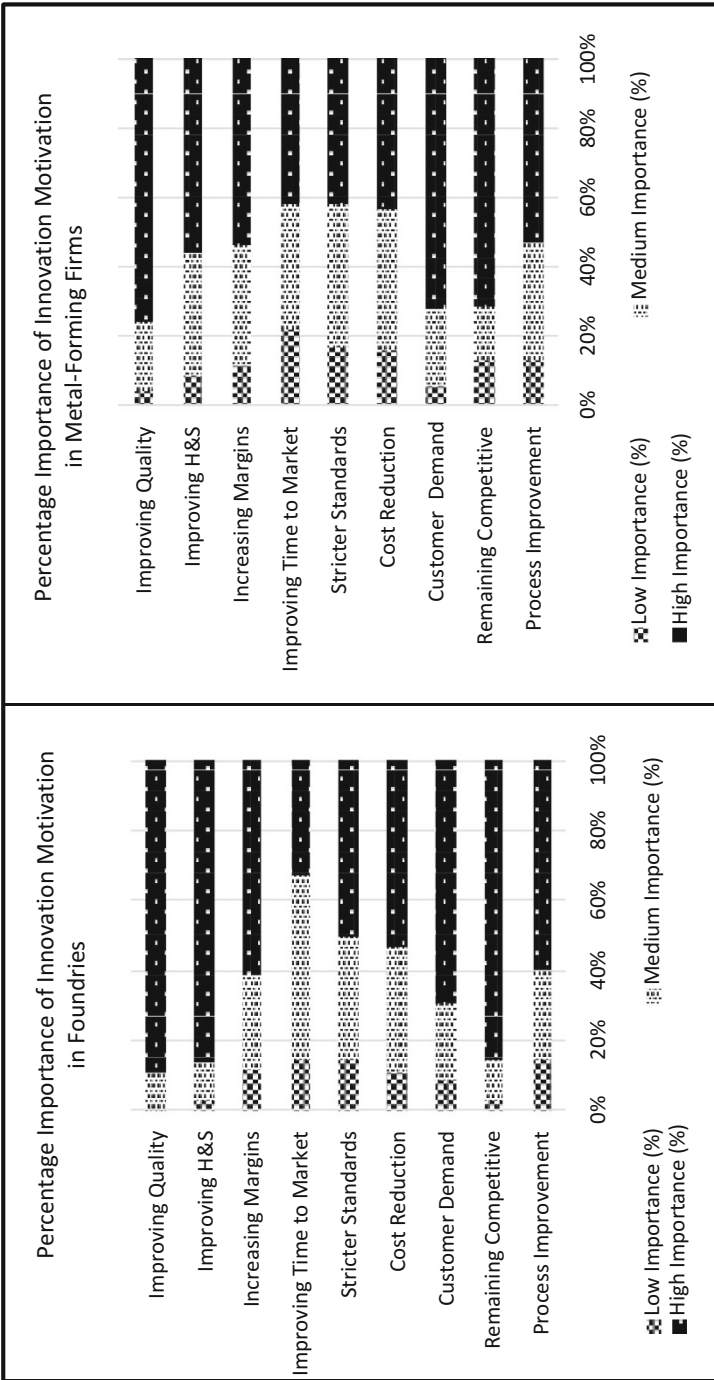 Percentage Importance of Innovation Motivation
in Foundries
Improving Quality
Improving H&S
Increasing Margins
Improving Time to Market
Stricter Standards
Cost Reduction
Customer Demand
Remaining Competitive
Process Improvement
0% 20% 40% 60% 80% 100%
Low Importance (%) Medium Importance (%)
High Importance (%)
Percentage Importance of Innovation Motivation
in Metal-Forming Firms
Improving Quality
Improving H&S
Increasing Margins
Improving Time to Market
Stricter Standards
Cost Reduction
Customer Demand
Remaining Competitive
Process Improvement
0% 20% 40% 60% 80% 100%
Low Importance (%) Medium Importance (%)
High Importance (%)